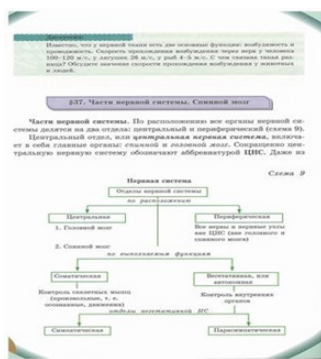 Известно, что у нервной ткани есть две основные функции: возбудимость и
проводимость. Скорость прохождения возбуждения через нерв у человека
100–120 м/с, у лягушек 26 м/с, у рыб 4–5 м/с. С чем связана такая раз-
ница? Обсудите значение скорости прохождения возбуждения у животных
и людей.
§37. Части нервной системы. Спинной мозг
Части нервной системы. По расположению все органы нервной си-
стемы делятся на два отдела: центральный и периферический (схема 9).
Центральный отдел, или центральная нервная система, включа-
ет в себя главные органы: спинной и головной мозг. Сокращенно цен-
тральную нервную систему обозначают аббревиатурой ЦНС. Даже из
Схема 9
Нервная система
Отделы нервной системы
по расположению
Центральная
Периферическая
1. Головной мозг
2. Спинной мозг
Все нервы и нервные узлы
вне ЦНС (вне головного и
спинного мозга)
по выполняемым функциям
Соматическая
Вегетативная, или
автономная
Контроль скелетных мышц
(произвольные, т. е.
осознанные, движения)
Контроль внутренних
органов
отделы вегетативной НС
Симпатическая
Парасимпатическая